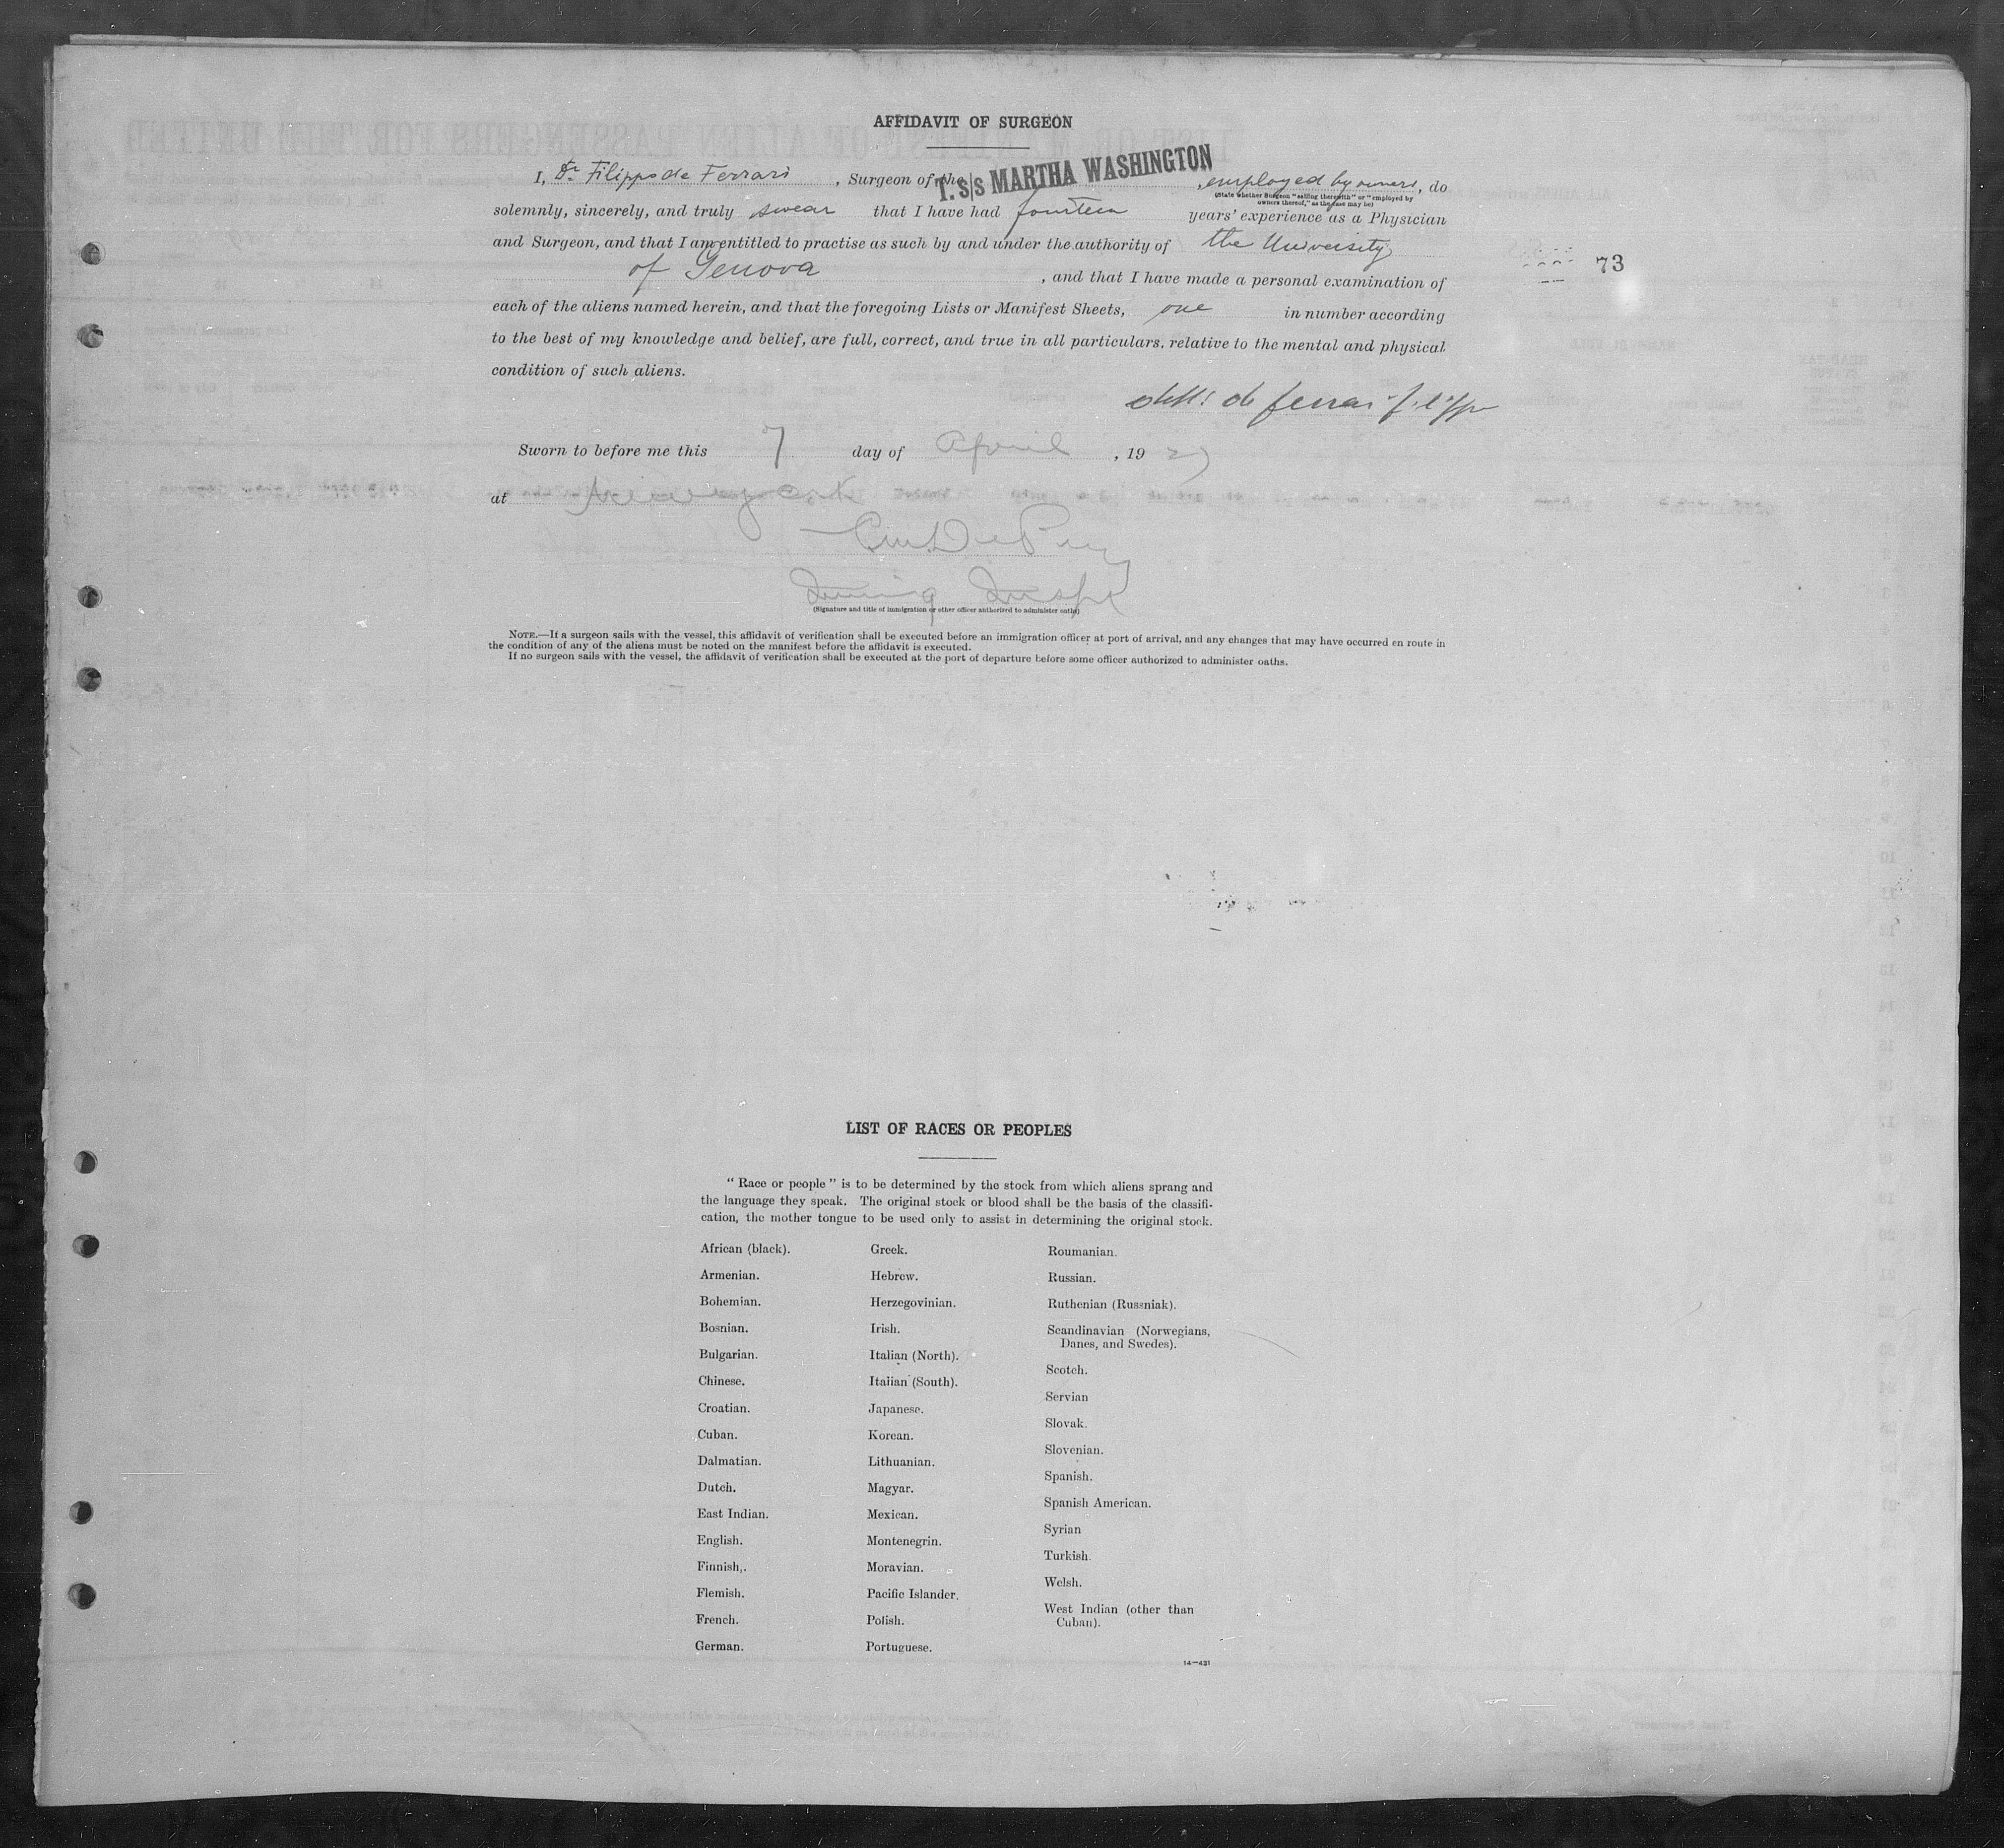 AFFIDAVIT OF SURGEON
I, Dr Filippo de Ferrari, Surgeon of the T. S/S MARTHA WASHINGTON, employed by owners, do
(State whether Surgeon "sailing therewith" or "employed by
owners thereof," as the case may be)
solemnly, sincerely, and truly swear that I have had fourteen years' experience as a Physician
and Surgeon, and that I am entitled to practise as such by and under the authority of the University
73
of Genova, and that I have made a personal examination of
each of the aliens named herein, and that the foregoing Lists or Manifest Sheets, one in number according
to the best of my knowledge and belief, are full, correct, and true in all particulars, relative to the mental and physical
condition of such aliens.
de Ferrari Filippo
Sworn to before me this 7 day of April, 192
at New York
Immig Inspt
(Signature and title of immigration or other officer authorized to administer oaths)
NOTE.—If a surgeon sails with the vessel, this affidavit of verification shall be executed before an immigration officer at port of arrival, and any changes that may have occurred en route in
the condition of any of the aliens must be noted on the manifest before the affidavit is executed.
If no surgeon sails with the vessel, the affidavit of verification shall be executed at the port of departure before some officer authorized to administer oaths.
LIST OF RACES OR PEOPLES
"Race or people" is to be determined by the stock from which aliens sprang and
the language they speak. The original stock or blood shall be the basis of the classifi-
cation, the mother tongue to be used only to assist in determining the original stock.
African (black).
Armenian.
Bohemian.
Bosnian.
Bulgarian.
Chinese.
Croatian.
Cuban.
Dalmatian.
Dutch.
East Indian.
English.
Finnish,.
Flemish.
French.
German.
Greek.
Hebrew.
Herzegovinian.
Irish.
Italian (North).
Italian (South).
Japanese.
Korean.
Lithuanian.
Magyar.
Mexican.
Montenegrin.
Moravian.
Pacific Islander.
Polish.
Portuguese.
Roumanian.
Russian.
Ruthenian (Russniak).
Scandinavian (Norwegians,
Danes, and Swedes).
Scotch.
Servian
Slovak.
Slovenian.
Spanish.
Spanish American.
Syrian
Turkish.
Welsh.
West Indian (other than
Cuban).
14—421